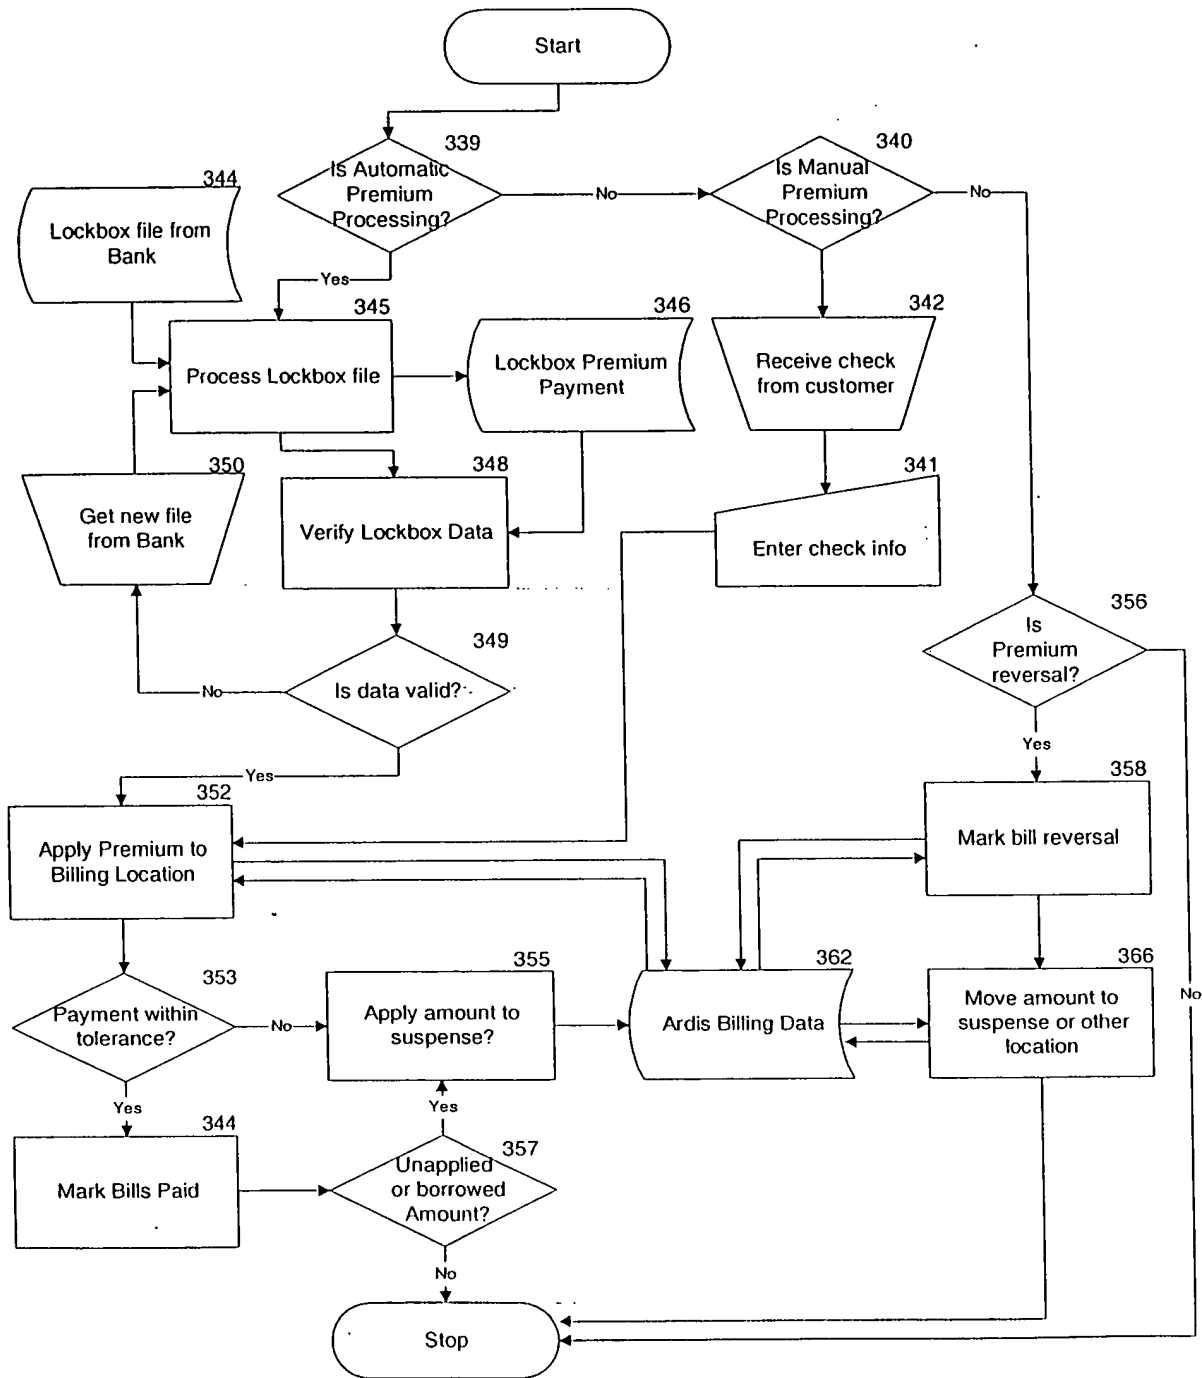 Start
339
Is Automatic
Premium
Processing?
No
340
Is Manual
Premium
Processing?
No
344
Lockbox file from
Bank
Yes
345
Process Lockbox file
346
Lockbox Premium
Payment
342
Receive check
from customer
350
Get new file
from Bank
348
Verify Lockbox Data
341
Enter check info
356
Is
Premium
reversal?
349
Is data valid?
No
Yes
Yes
352
Apply Premium to
Billing Location
358
Mark bill reversal
353
Payment within
tolerance?
No
355
Apply amount to
suspense?
362
Ardis Billing Data
366
Move amount to
suspense or other
location
No
Yes
344
Mark Bills Paid
Yes
357
Unapplied
or borrowed
Amount?
No
Stop